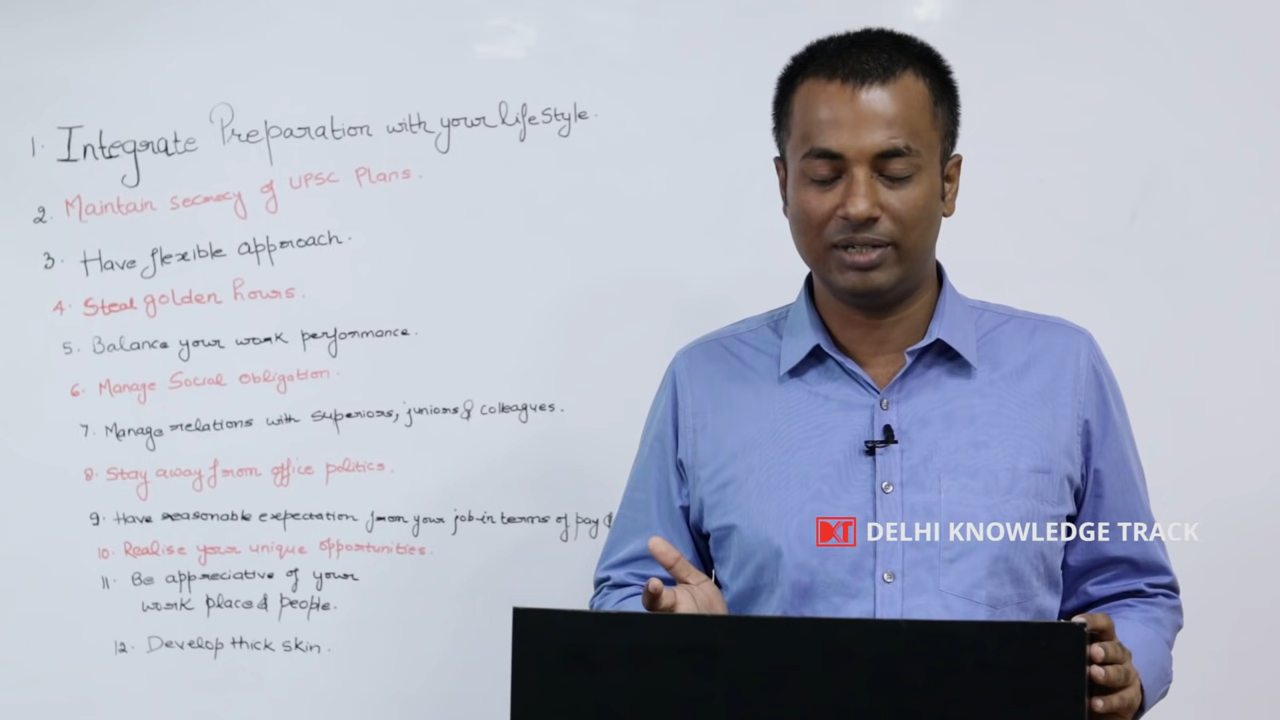 1. Integrate Preparation with your lifestyle.
2. Maintain secrecy of UPSC Plans.
3. Have flexible approach.
4. Steal golden hours.
5. Balance your work performance.
6. Manage Social obligation.
7. Manage relations with superiors, juniors & colleagues.
8. Stay away from office politics.
9. Have reasonable expectation from your job-in terms of pay &
10. Realise your unique opportunities.
11. Be appreciative of your
work place & people.
12. Develop thick skin.
DKT DELHI KNOWLEDGE TRACK